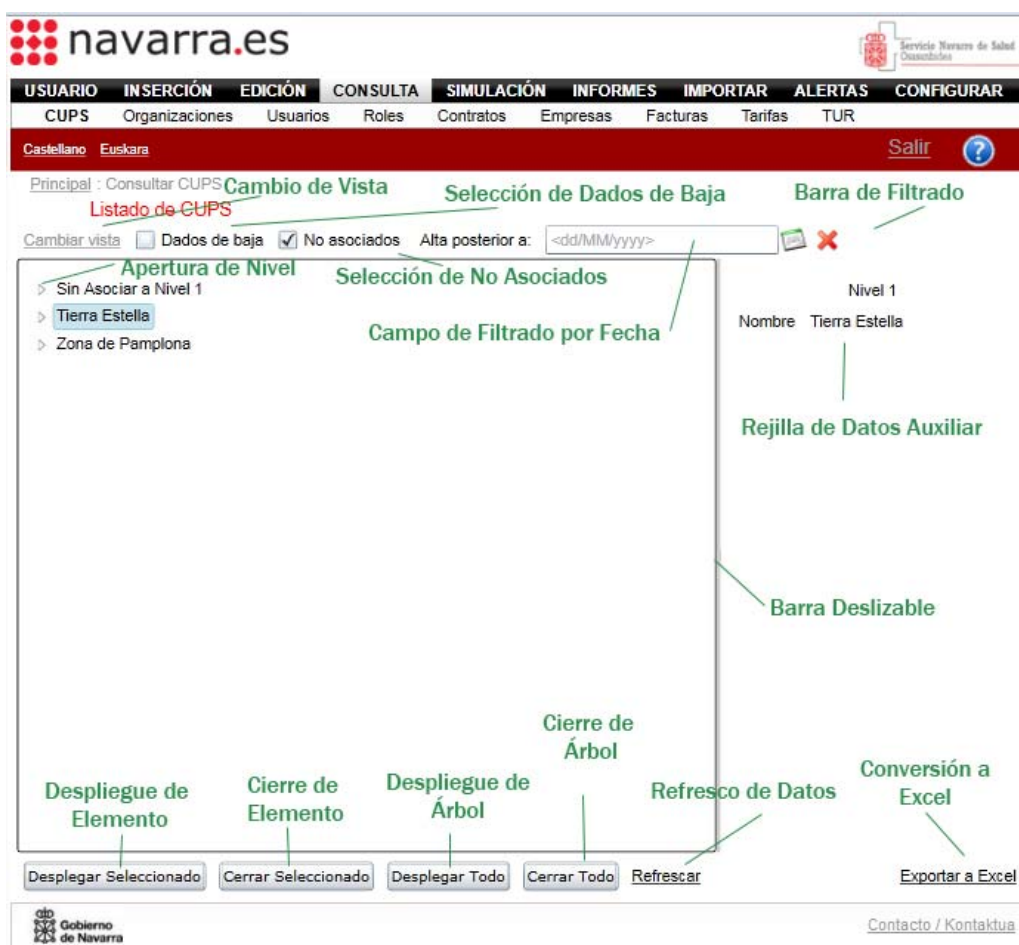 navarra.es
Servicio Navarro de Salud
Osasunbidea
USUARIO INSERCIÓN EDICIÓN CONSULTA SIMULACIÓN INFORMES IMPORTAR ALERTAS CONFIGURAR
CUPS Organizaciones Usuarios Roles Contratos Empresas Facturas Tarifas TUR
Castellano Euskara Salir ?
Principal : Consultar CUPS
Cambio de Vista Selección de Dados de Baja Barra de Filtrado
Listado de CUPS
Cambiar vista Dados de baja No asociados Alta posterior a: <dd/MM/yyyy>
Apertura de Nivel Selección de No Asociados
Sin Asociar a Nivel 1 Nivel 1
Tierra Estella Campo de Filtrado por Fecha Nombre Tierra Estella
Zona de Pamplona
Rejilla de Datos Auxiliar
Barra Deslizable
Cierre de
Árbol
Despliegue de
Elemento
Cierre de
Elemento
Despliegue de
Árbol
Refresco de Datos
Conversión a
Excel
Desplegar Seleccionado Cerrar Seleccionado Desplegar Todo Cerrar Todo Refrescar Exportar a Excel
Gobierno
de Navarra
Contacto / Kontaktua